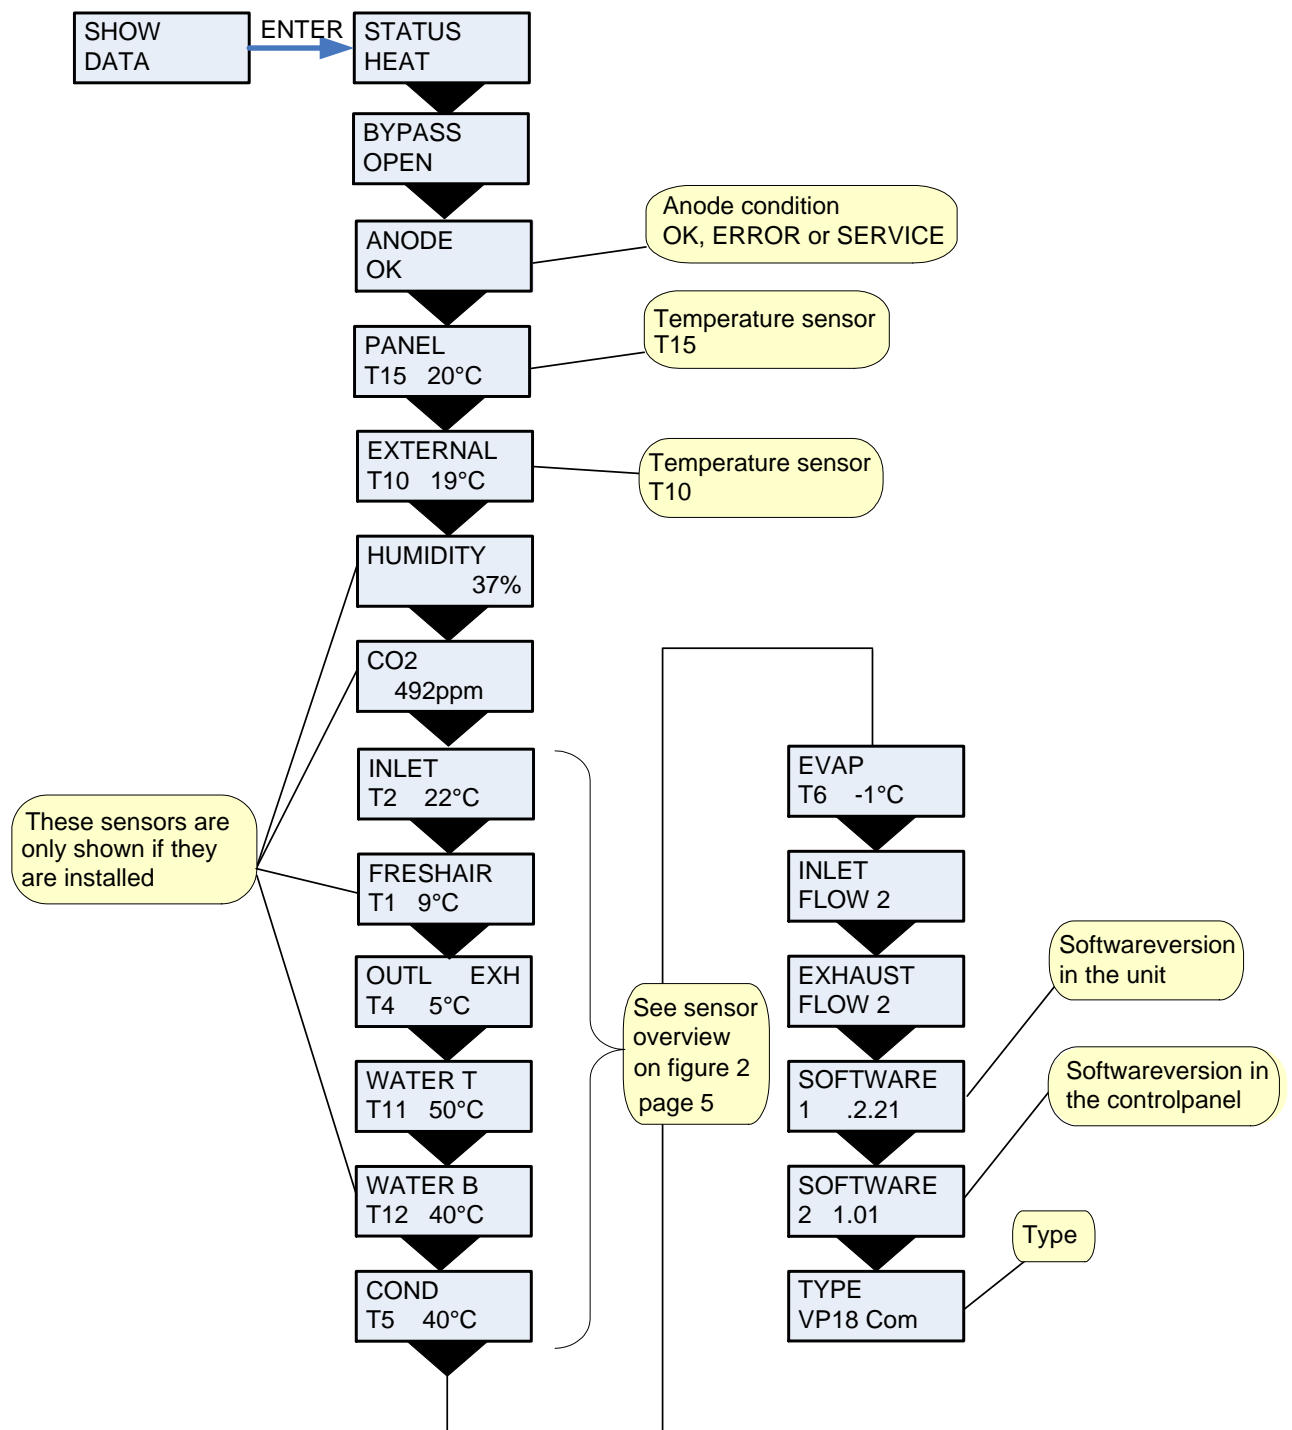 SHOW
DATA
ENTER
STATUS
HEAT
BYPASS
OPEN
ANODE
OK
Anode condition
OK, ERROR or SERVICE
PANEL
T15 20°C
Temperature sensor
T15
EXTERNAL
T10 19°C
Temperature sensor
T10
HUMIDITY
37%
CO2
492ppm
These sensors are
only shown if they
are installed
INLET
T2 22°C
FRESHAIR
T1 9°C
OUTL EXH
T4 5°C
WATER T
T11 50°C
WATER B
T12 40°C
COND
T5 40°C
See sensor
overview
on figure 2
page 5
EVAP
T6 -1°C
INLET
FLOW 2
EXHAUST
FLOW 2
Softwareversion
in the unit
SOFTWARE
1 .2.21
Softwareversion in
the controlpanel
SOFTWARE
2 1.01
Type
TYPE
VP18 Com